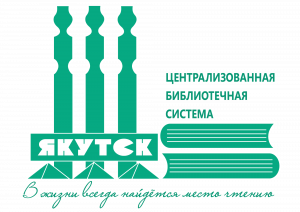 ЦЕНТРАЛИЗОВАННАЯ
БИБЛИОТЕЧНАЯ
СИСТЕМА
ЯКУТСК
В жизни всегда найдётся место чтению